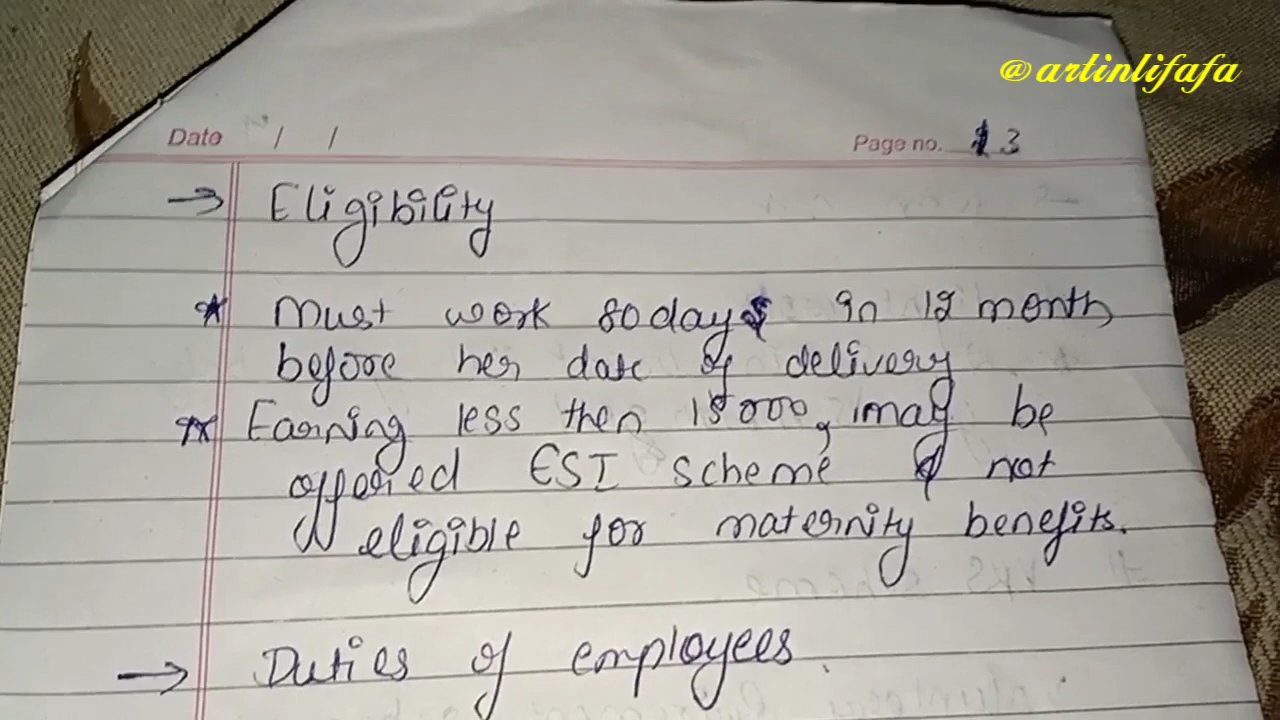 @artinlifafa
Date / /
Page no. 3
→ Eligibility
* Must work 80 days in 12 month
before her date of delivery
* Earning less then 15000, may be
offeried ESI scheme & not
eligible for maternity benefits.
→ Duties of employees.